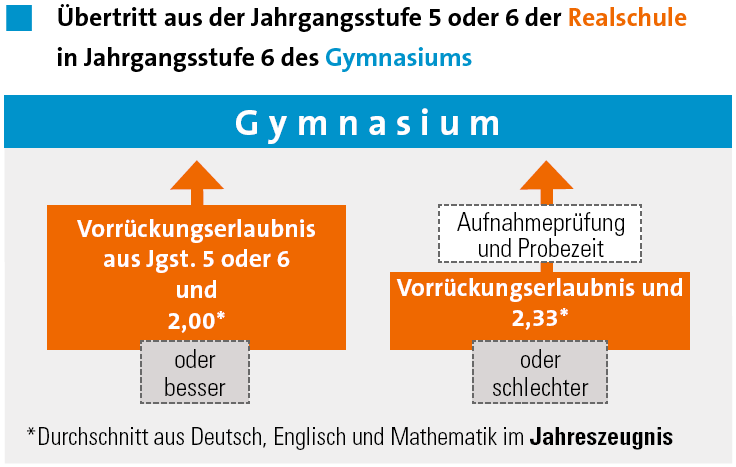 Übertritt aus der Jahrgangsstufe 5 oder 6 der Realschule
in Jahrgangsstufe 6 des Gymnasiums
Gymnasium
Vorrückungserlaubnis
aus Jgst. 5 oder 6
und
2,00*
oder
besser
Aufnahmeprüfung
und Probezeit
Vorrückungserlaubnis und
2,33*
oder
schlechter
*Durchschnitt aus Deutsch, Englisch und Mathematik im Jahreszeugnis